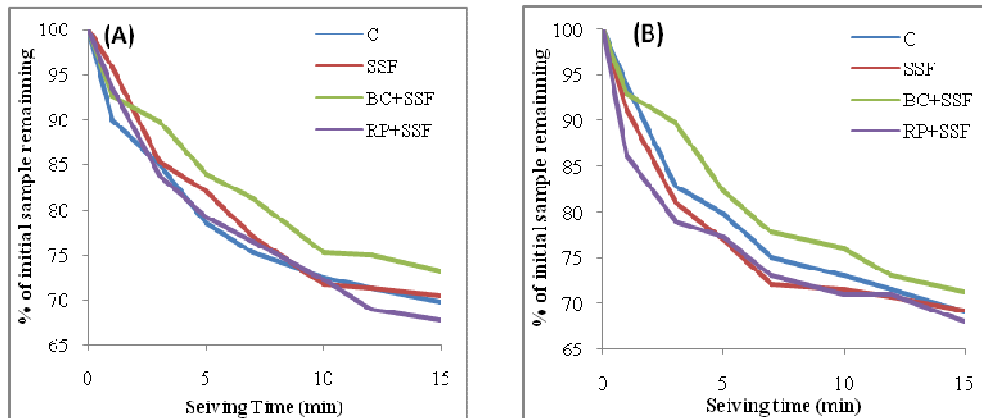 (A)
C
SSF
BC+SSF
RP+SSF
% of initial sample remainning
100
95
90
85
80
75
70
65
0
5
10
15
Seiving Time (min)
(B)
C
SSF
BC+SSF
RP+SSF
% of initial sample remainning
100
95
90
85
80
75
70
65
0
5
10
15
Seiving time (min)